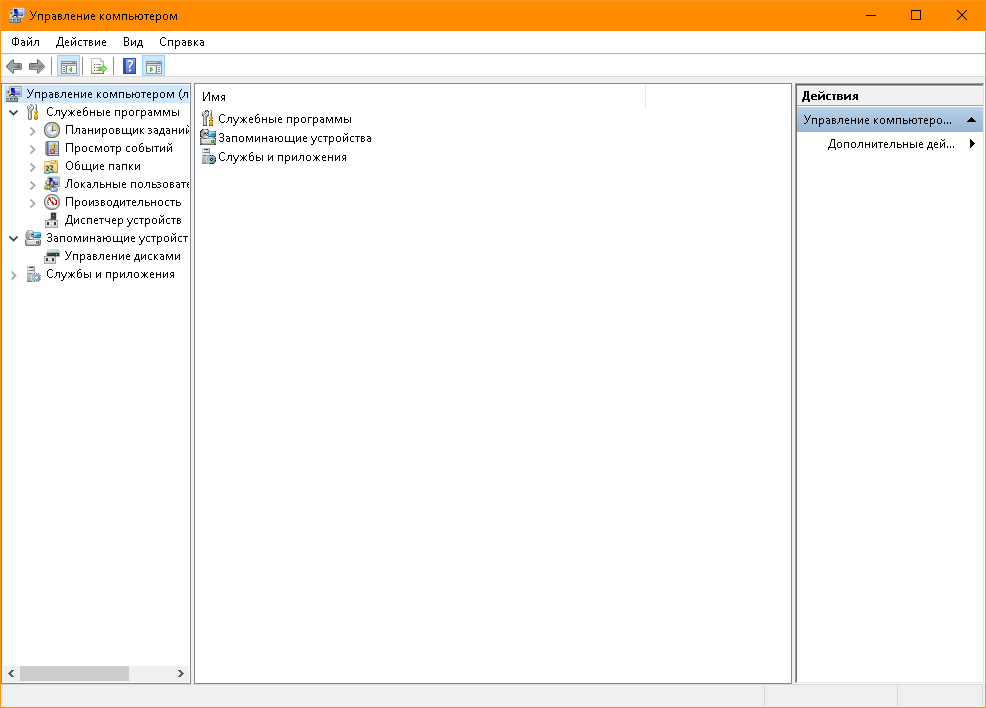 Управление компьютером
Файл Действие Вид Справка
Управление компьютером (л
Служебные программы
Планировщик заданий
Просмотр событий
Общие папки
Локальные пользовате
Производительность
Диспетчер устройств
Запоминающие устройст
Управление дисками
Службы и приложения
Имя
Служебные программы
Запоминающие устройства
Службы и приложения
Действия
Управление компьютеро...
Дополнительные дей...